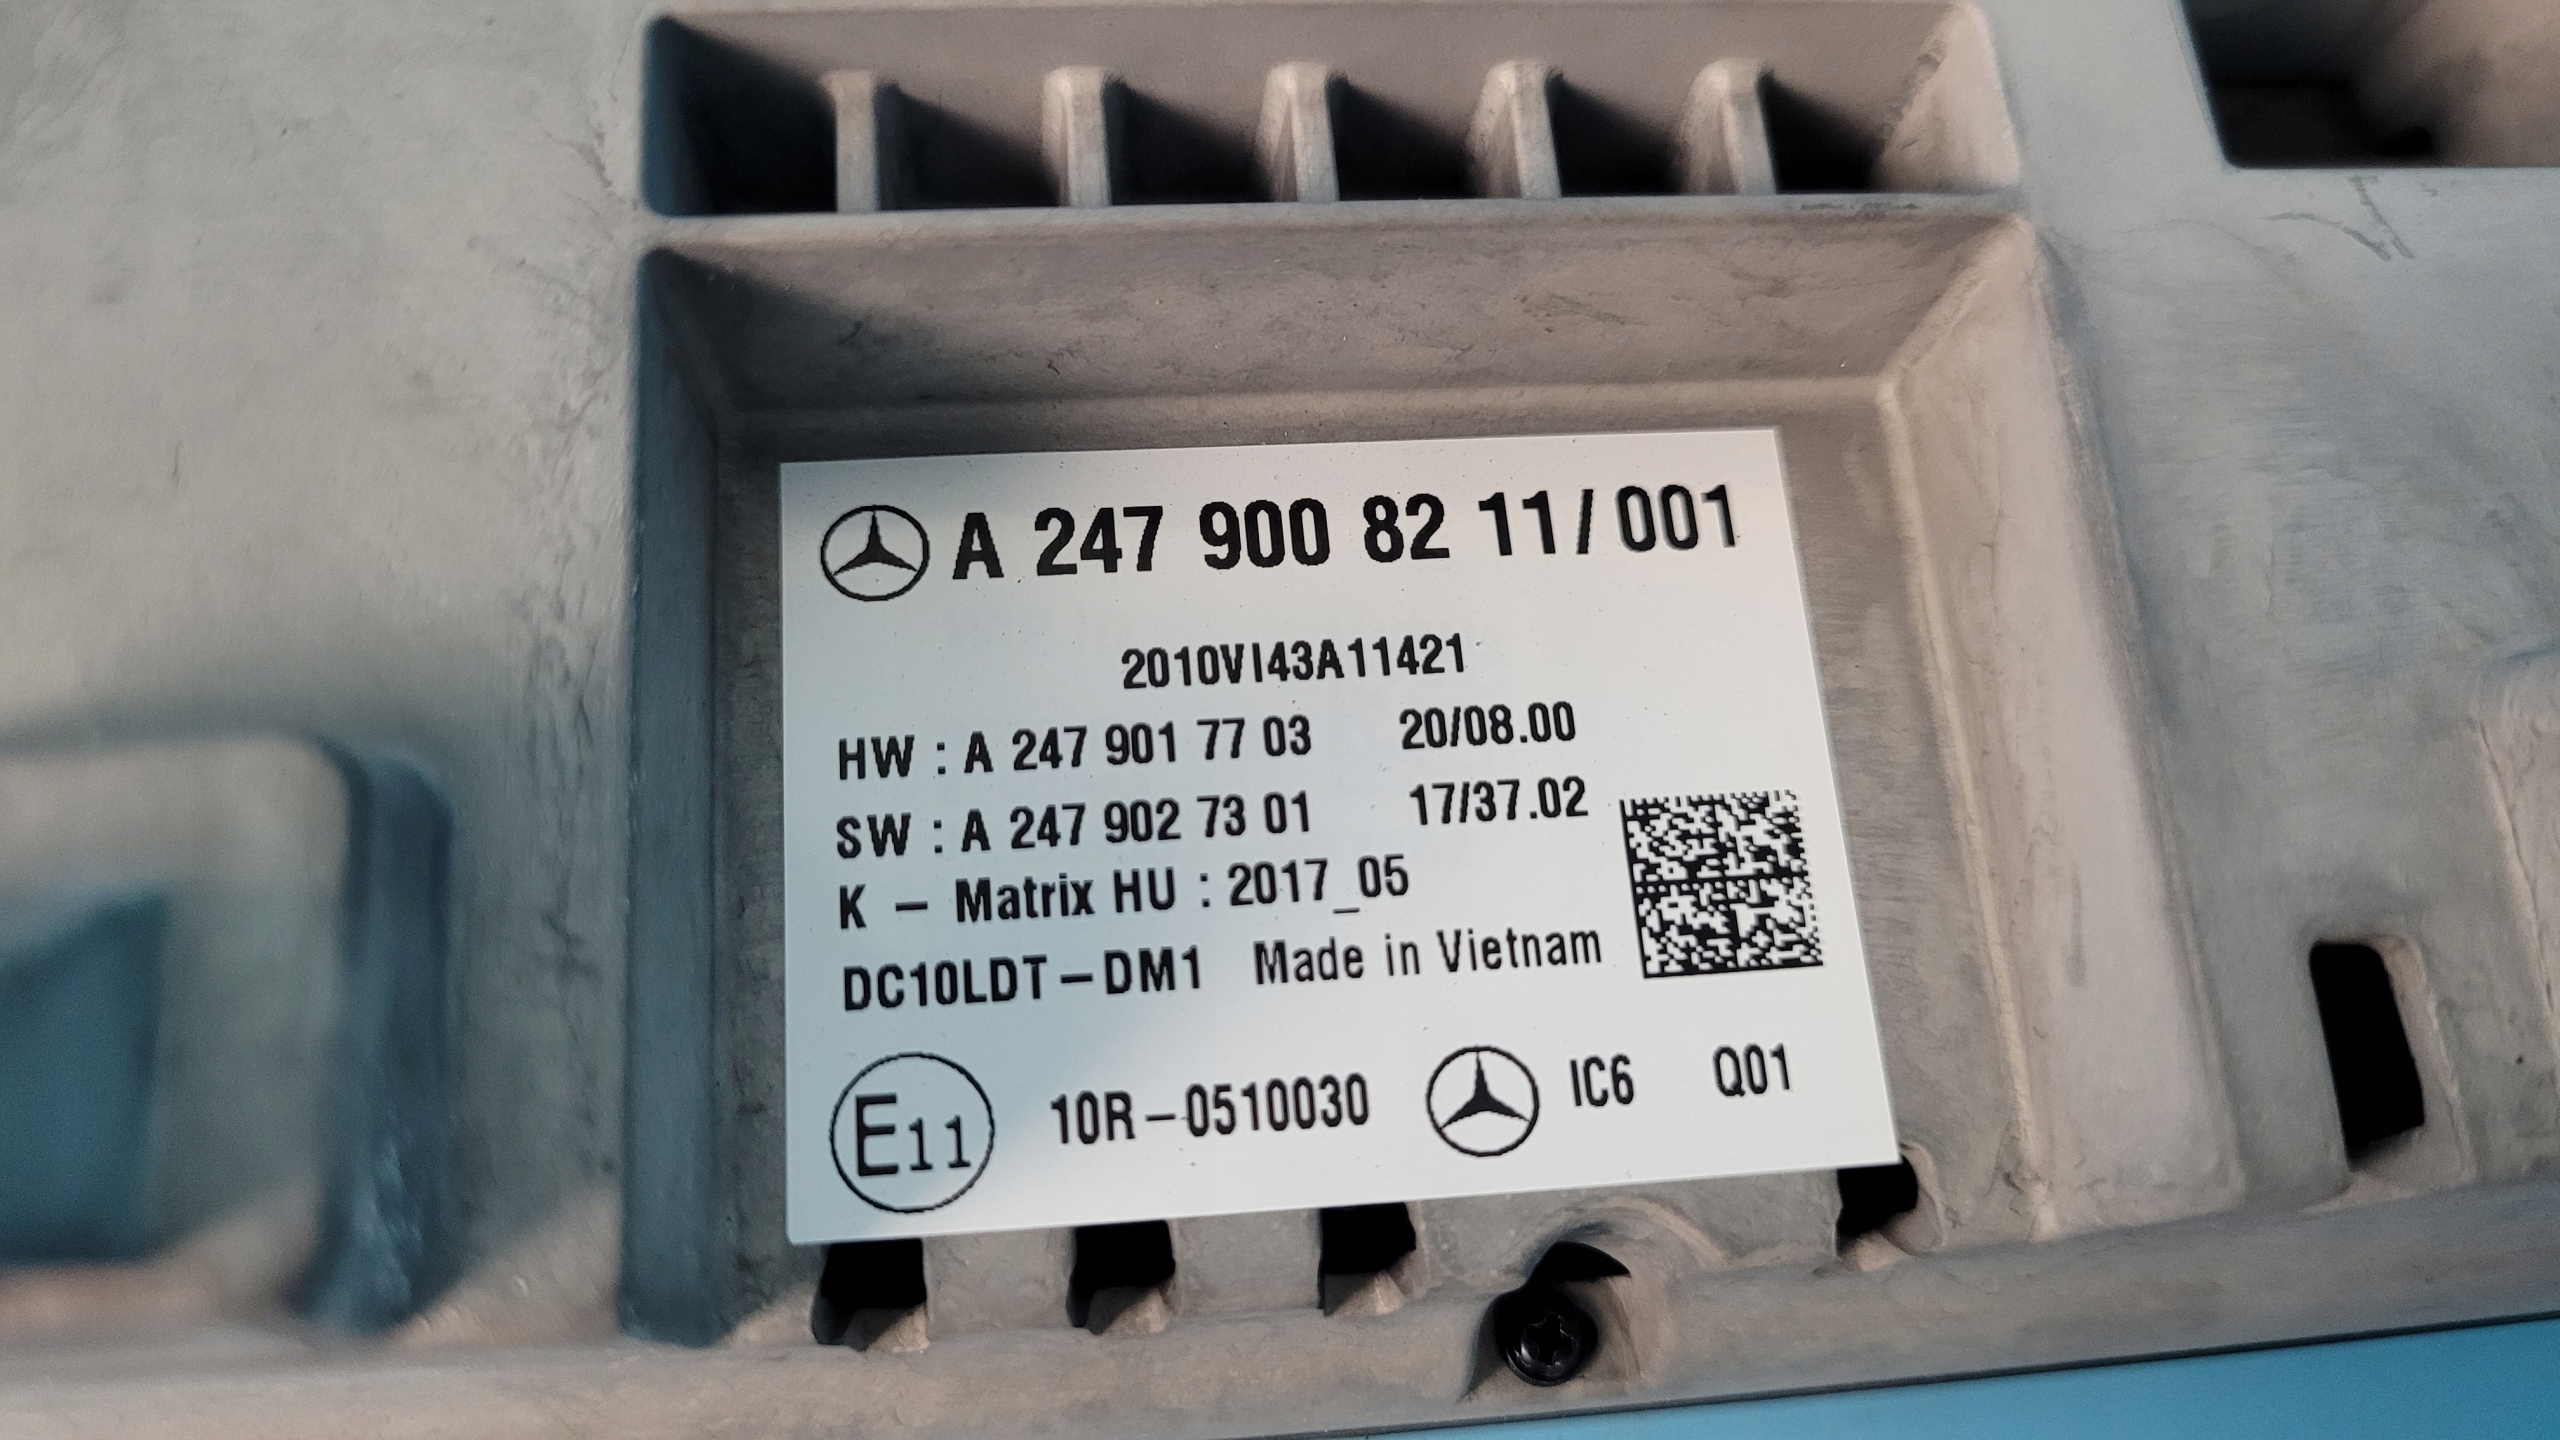 A 247 900 82 11/001
2010VI43A11421
HW : A 247 901 77 03 20/08.00
SW : A 247 902 73 01 17/37.02
K – Matrix HU : 2017_05
DC10LDT–DM1 Made in Vietnam
E11 10R–0510030 IC6 Q01